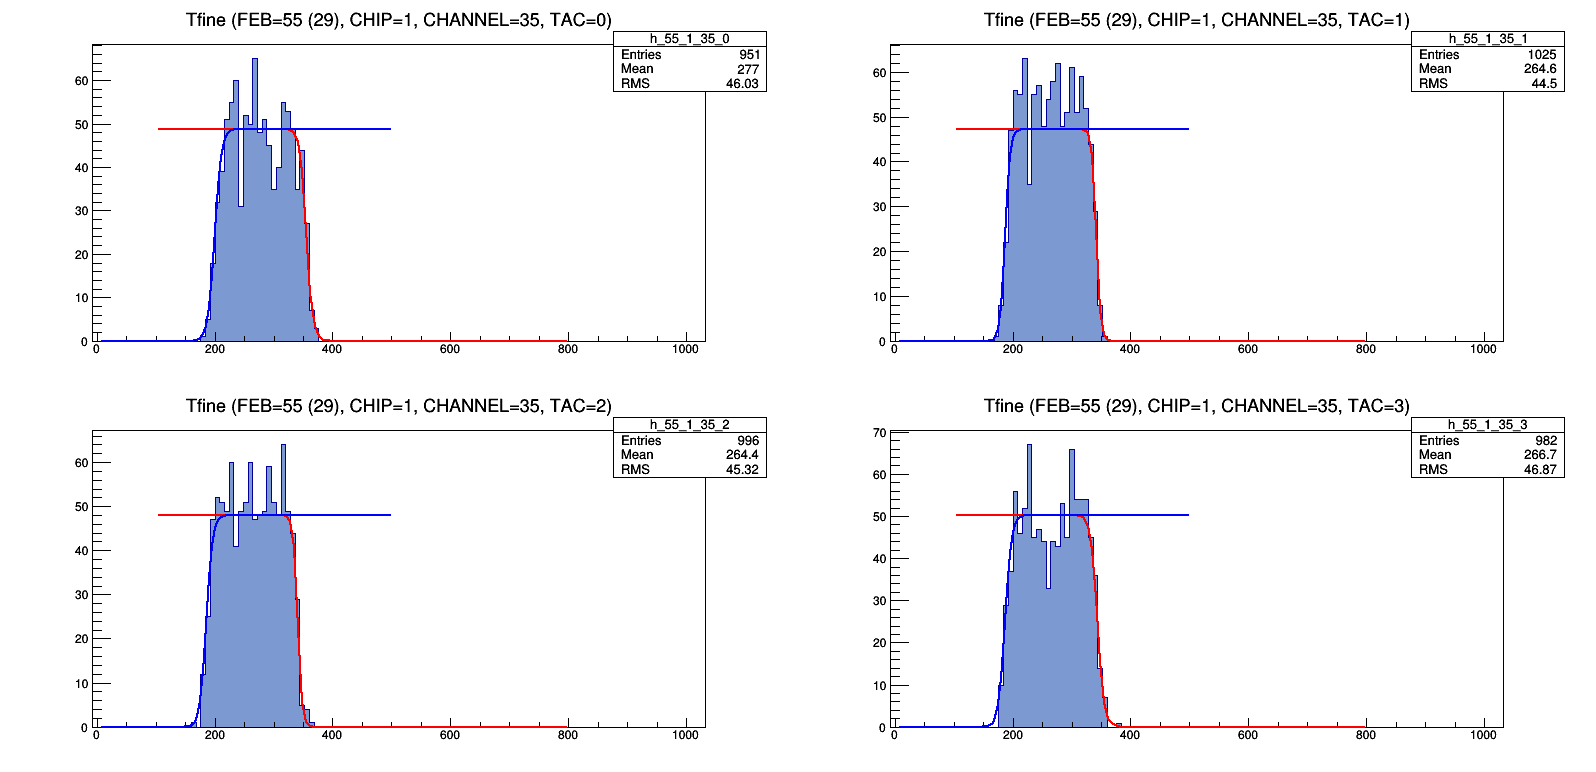 Tfine (FEB=55 (29), CHIP=1, CHANNEL=35, TAC=0)
h_55_1_35_0
Entries 951
Mean 277
RMS 46.03
60
50
40
30
20
10
0
0 200 400 600 800 1000
Tfine (FEB=55 (29), CHIP=1, CHANNEL=35, TAC=1)
h_55_1_35_1
Entries 1025
Mean 264.6
RMS 44.5
60
50
40
30
20
10
0
0 200 400 600 800 1000
Tfine (FEB=55 (29), CHIP=1, CHANNEL=35, TAC=2)
h_55_1_35_2
Entries 996
Mean 264.4
RMS 45.32
60
50
40
30
20
10
0
0 200 400 600 800 1000
Tfine (FEB=55 (29), CHIP=1, CHANNEL=35, TAC=3)
h_55_1_35_3
Entries 982
Mean 266.7
RMS 46.87
70
60
50
40
30
20
10
0
0 200 400 600 800 1000